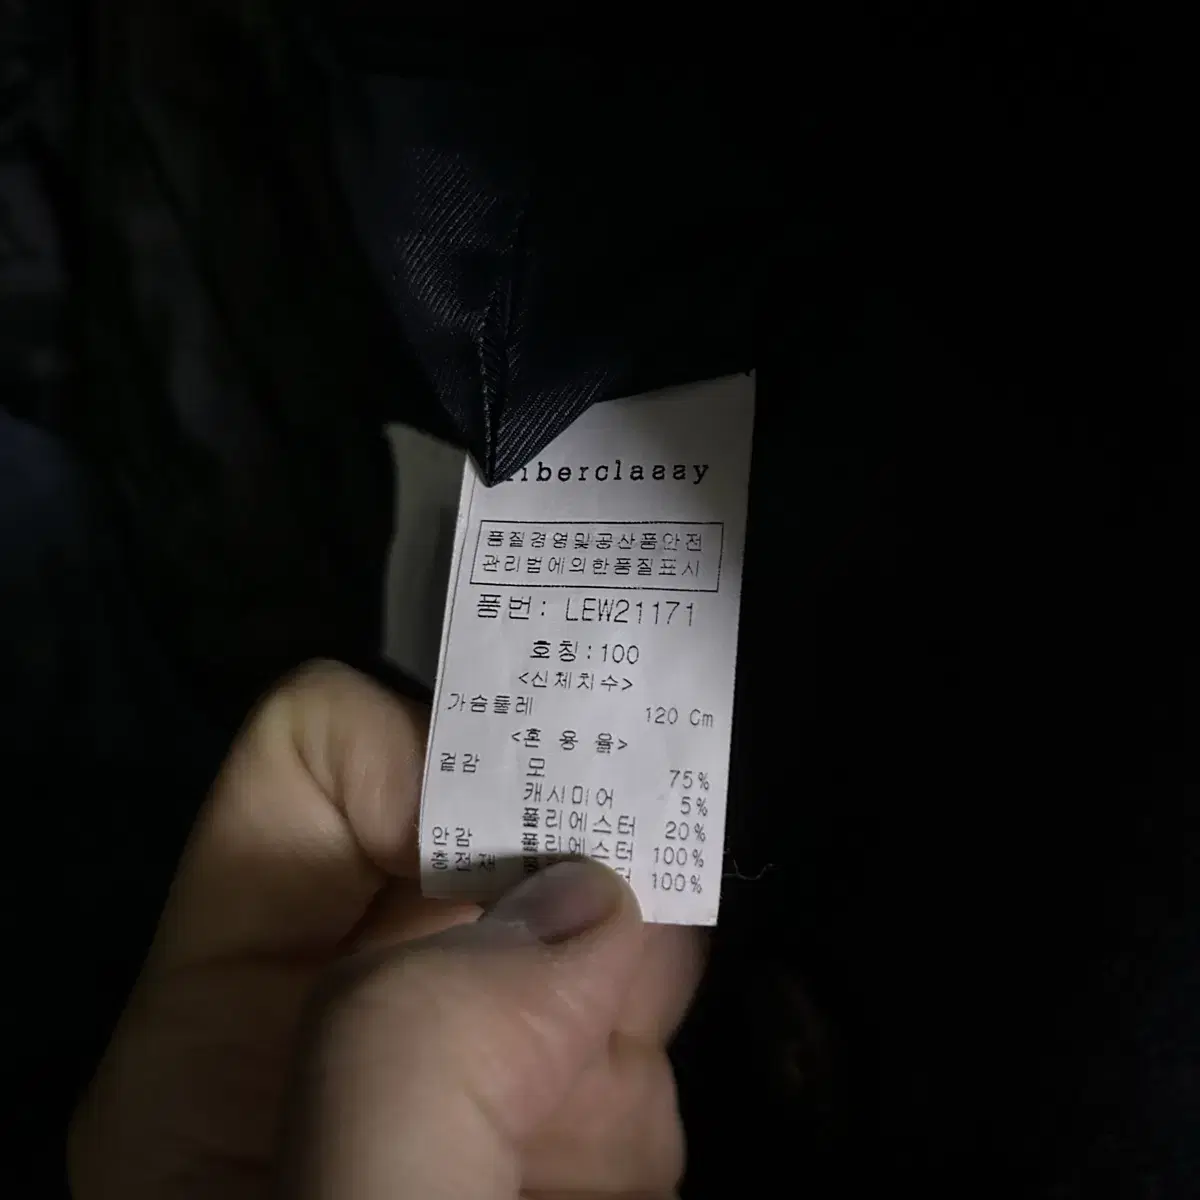 iberclassy
품질경영및공산품안전
관리법에의한품질표시
품번: LEW21171
호칭:100
<신체치수>
가슴둘레 120 Cm
<혼 용 율>
겉감 모 75%
캐시미어 5%
폴리에스터 20%
안감 폴리에스터 100%
충전재 터 100%